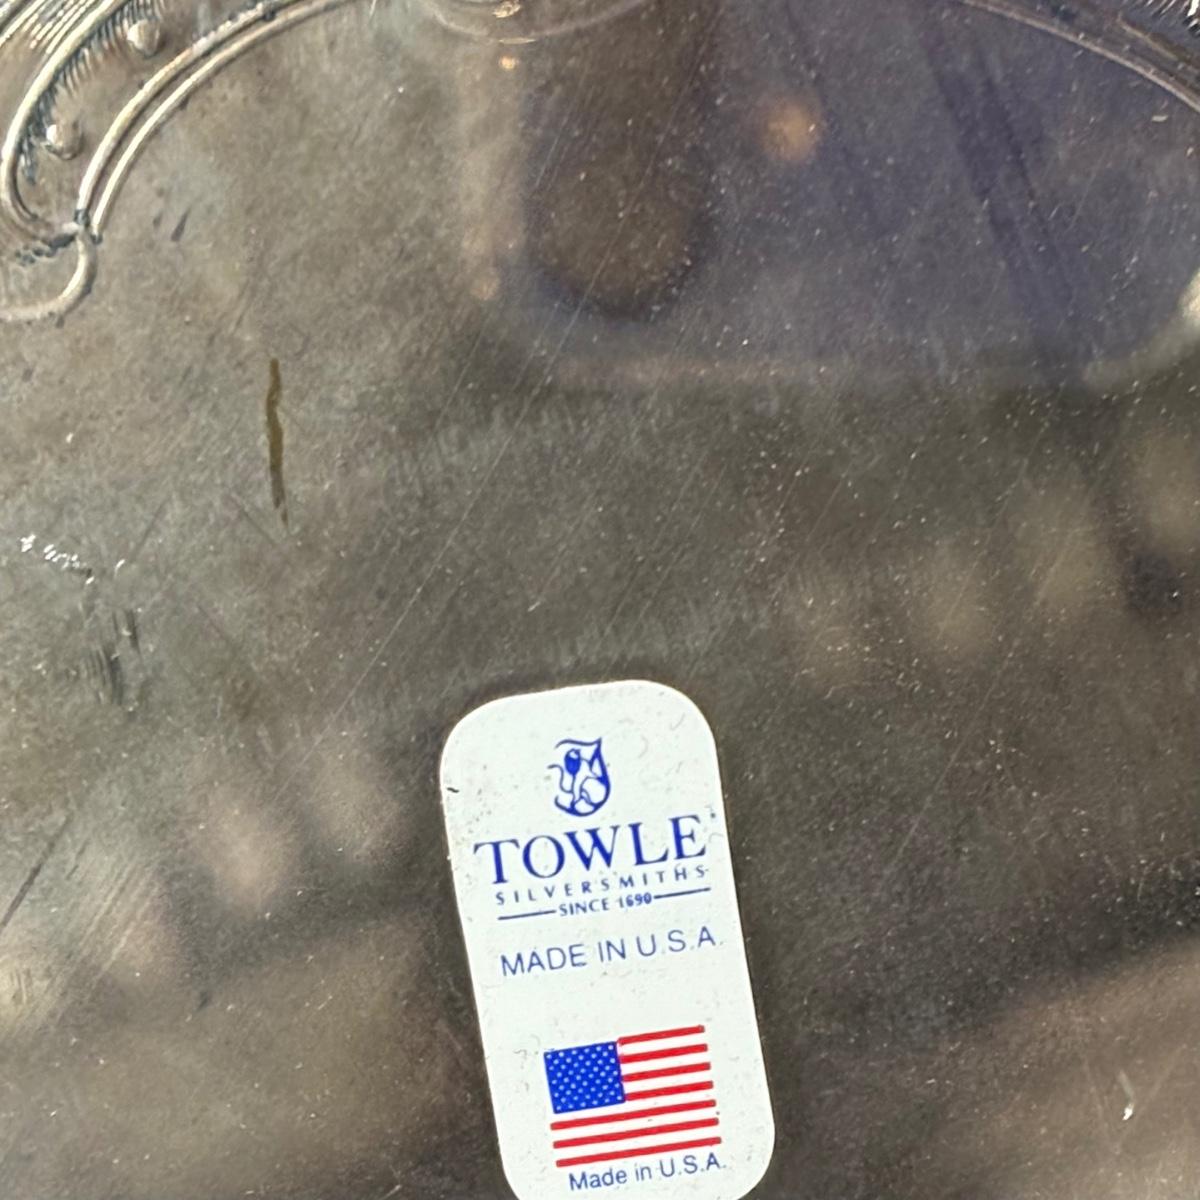 TOWLE
SILVERSMITHS
SINCE 1690
MADE IN U.S.A.
Made in U.S.A.